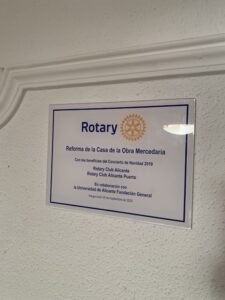 Rotary
Reforma de la Casa de la Obra Mercedaria
Con los beneficios del Concierto de Navidad 2019
Rotary Club Alicante
Rotary Club Alicante Puerto
En colaboración con
la Universidad de Alicante Fundación General